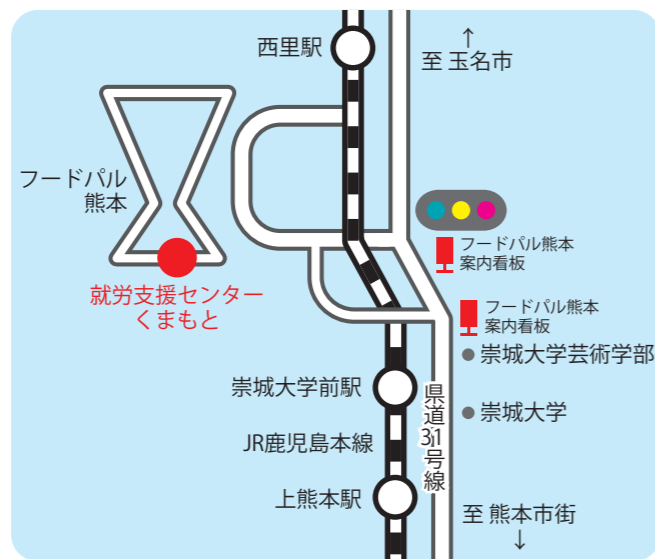 西里駅
↑
至 玉名市
フードパル
熊本
フードパル熊本
案内看板
就労支援センター
くまもと
フードパル熊本
案内看板
崇城大学芸術学部
崇城大学前駅
県道31号線
崇城大学
JR鹿児島本線
上熊本駅
至 熊本市街
↓